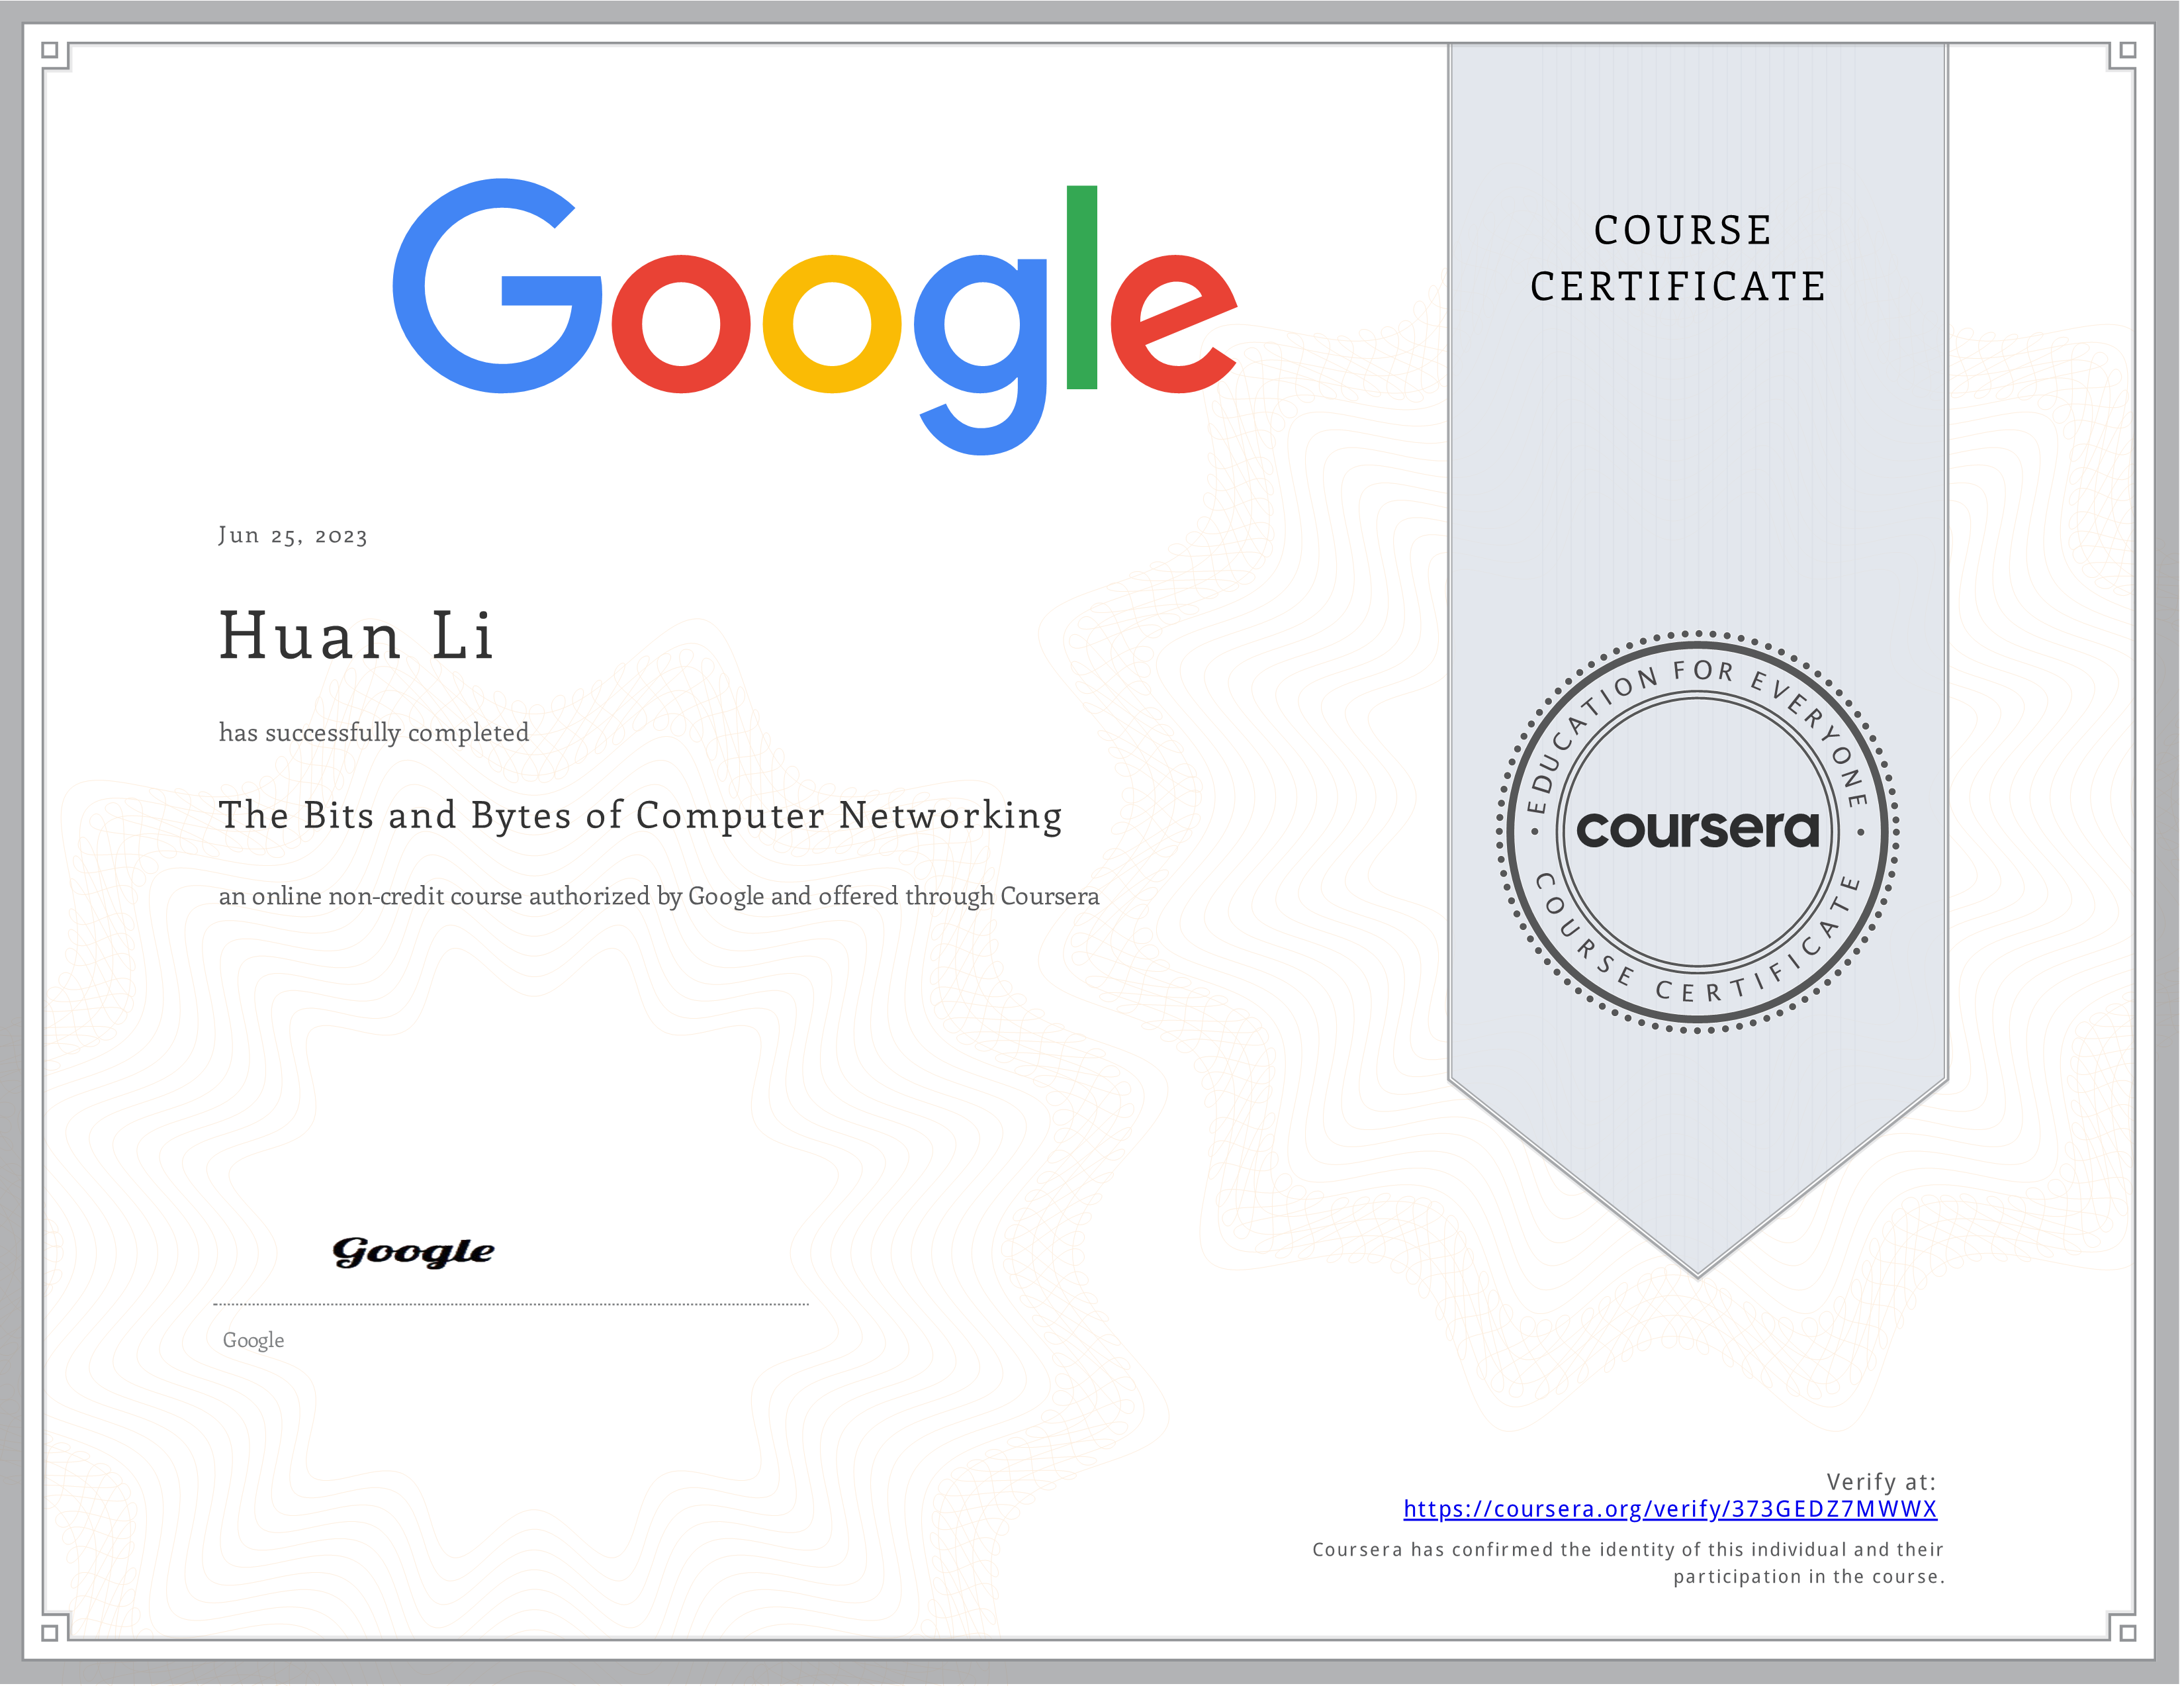 Google
COURSE
CERTIFICATE
Jun 25, 2023
Huan Li
has successfully completed
The Bits and Bytes of Computer Networking
an online non-credit course authorized by Google and offered through Coursera
EDUCATION FOR EVERYONE
coursera
COURSE CERTIFICATE
Google
Google
Verify at:
https://coursera.org/verify/373GEDZ7MWWX
Coursera has confirmed the identity of this individual and their
participation in the course.